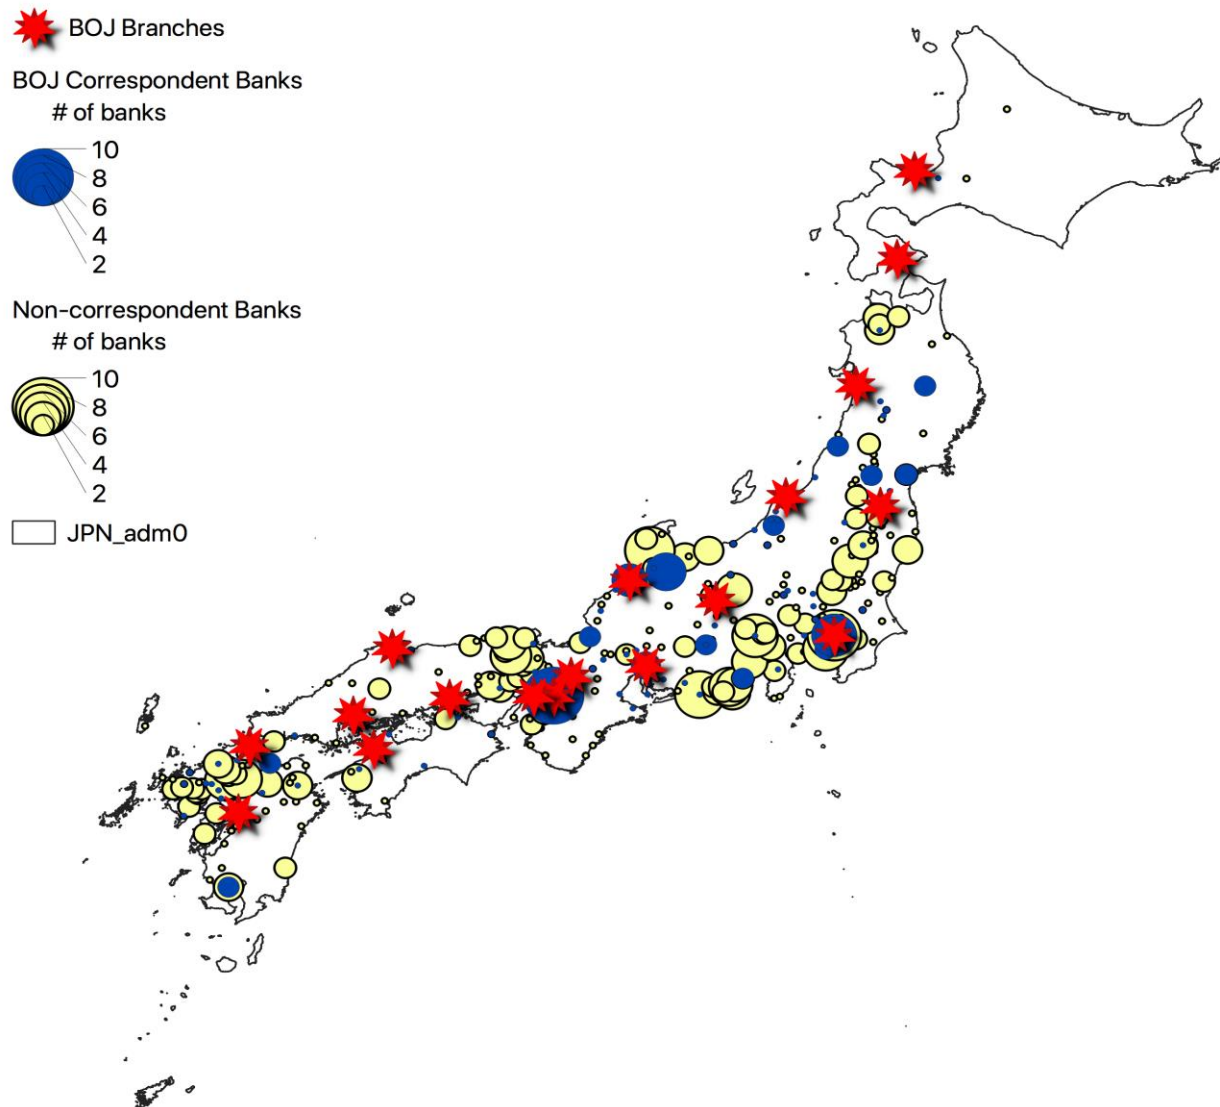 BOJ Branches
BOJ Correspondent Banks
# of banks
10
8
6
4
2
Non-correspondent Banks
# of banks
10
8
6
4
2
JPN_adm0